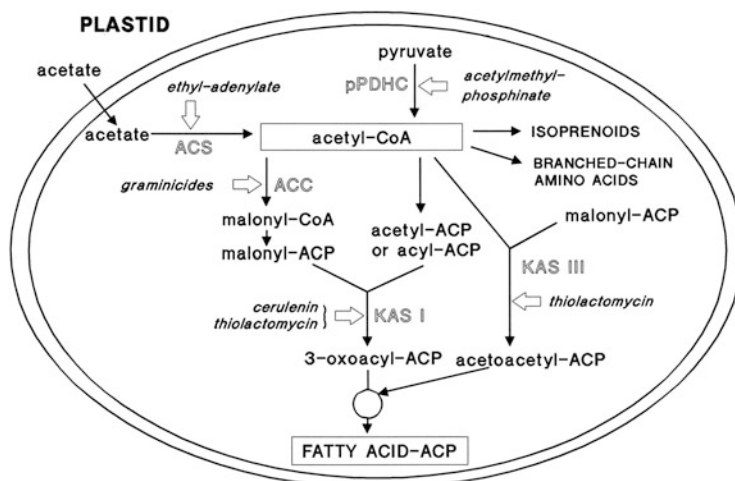 PLASTID
acetate
ethyl-adenylate
pyruvate
pPDHC
acetylmethyl-
phosphinate
acetate
ACS
acetyl-CoA
ISOPRENOIDS
BRANCHED-CHAIN
AMINO ACIDS
graminicides
ACC
malonyl-CoA
malonyl-ACP
acetyl-ACP
or acyl-ACP
malonyl-ACP
KAS III
cerulenin
thiolactomycin
KAS I
thiolactomycin
3-oxoacyl-ACP
acetoacetyl-ACP
FATTY ACID-ACP